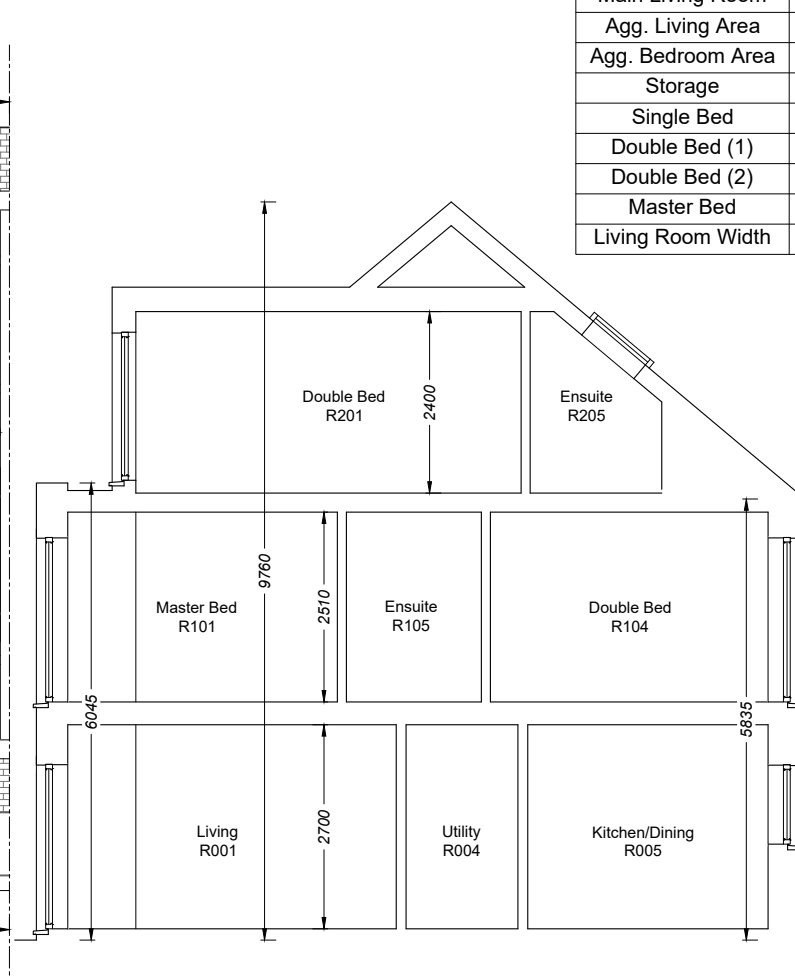 Main Living Room
Agg. Living Area
Agg. Bedroom Area
Storage
Single Bed
Double Bed (1)
Double Bed (2)
Master Bed
Living Room Width
Double Bed
R201
2400
Ensuite
R205
9760
Master Bed
R101
2510
Ensuite
R105
Double Bed
R104
6045
5835
Living
R001
2700
Utility
R004
Kitchen/Dining
R005